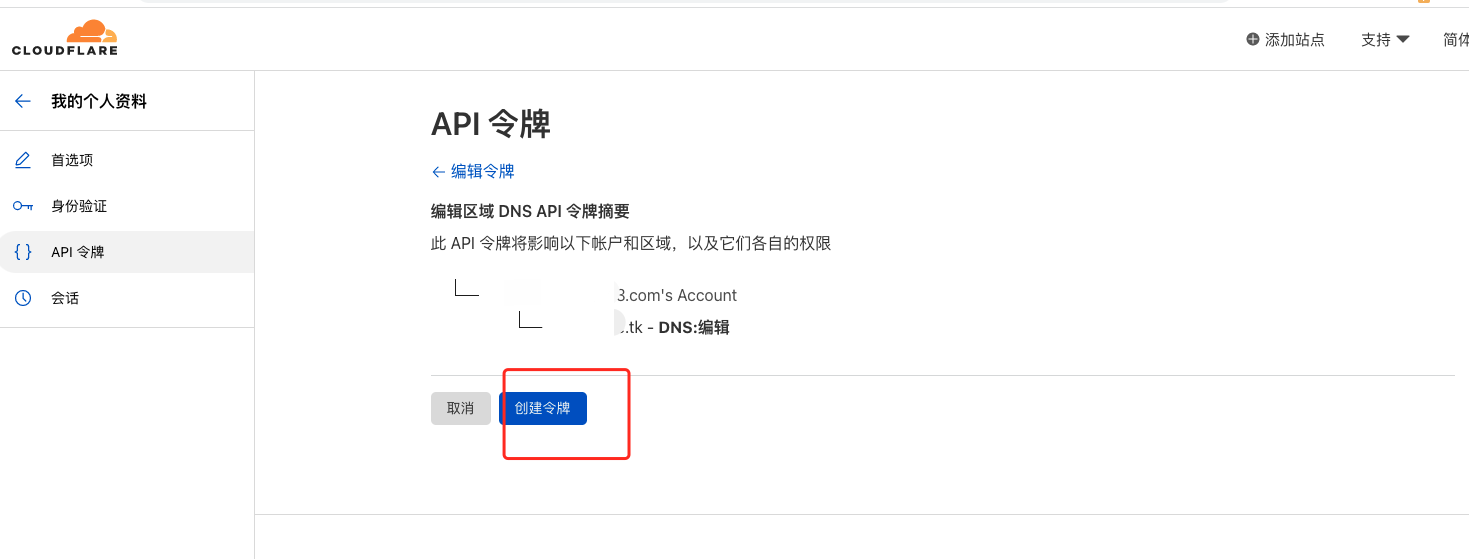 CLOUDFLARE
添加站点 支持 简体
我的个人资料
首选项
身份验证
API 令牌
会话
API 令牌
← 编辑令牌
编辑区域 DNS API 令牌摘要
此 API 令牌将影响以下帐户和区域，以及它们各自的权限
3.com's Account
.tk - DNS:编辑
取消 创建令牌